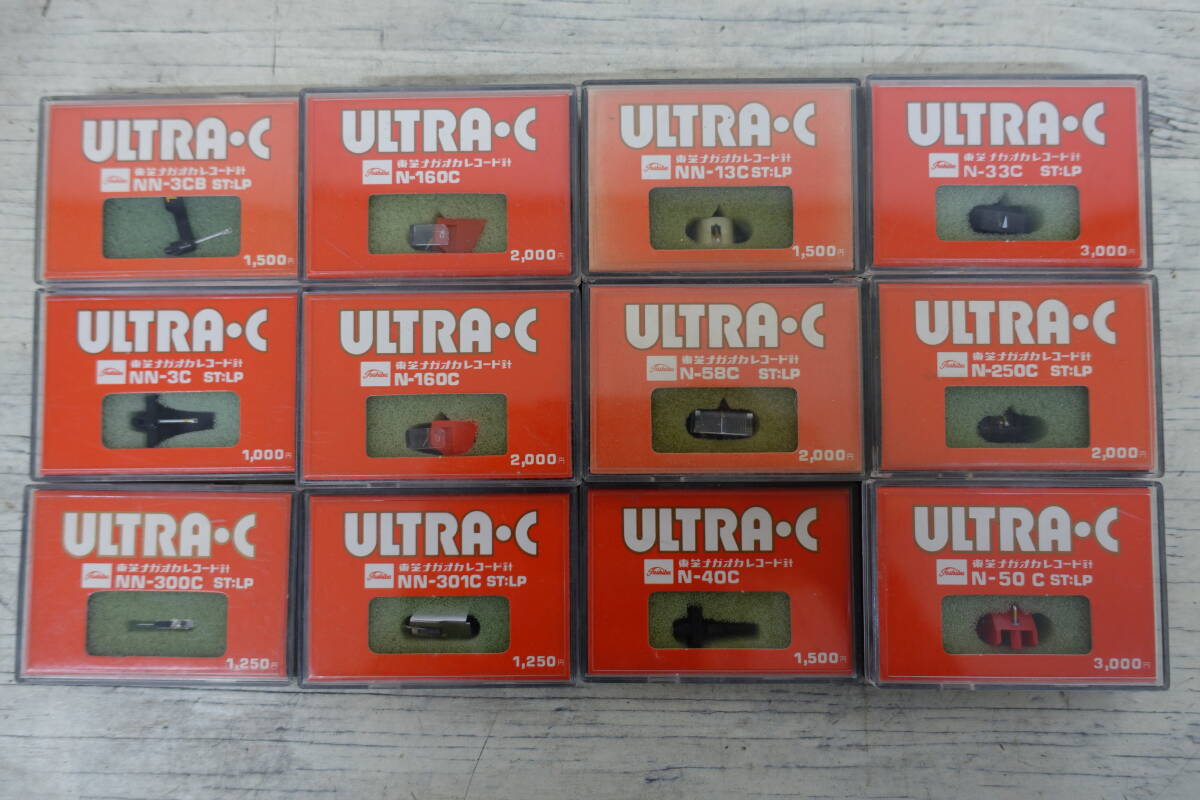 ULTRA•C
Toshiba 東芝ナガオカレコード針
NN-3CB ST:LP
1,500円
ULTRA•C
Toshiba 東芝ナガオカレコード針
N-160C
2,000円
ULTRA•C
Toshiba 東芝ナガオカレコード針
NN-13C ST:LP
1,500円
ULTRA•C
Toshiba 東芝ナガオカレコード針
N-33C ST:LP
3,000円
ULTRA•C
Toshiba 東芝ナガオカレコード針
NN-3C ST:LP
1,000円
ULTRA•C
Toshiba 東芝ナガオカレコード針
N-160C
2,000円
ULTRA•C
Toshiba 東芝ナガオカレコード針
N-58C ST:LP
2,000円
ULTRA•C
Toshiba 東芝ナガオカレコード針
N-250C ST:LP
2,000円
ULTRA•C
Toshiba 東芝ナガオカレコード針
NN-300C ST:LP
1,250円
ULTRA•C
Toshiba 東芝ナガオカレコード針
NN-301C ST:LP
1,250円
ULTRA•C
Toshiba 東芝ナガオカレコード針
N-40C
1,500円
ULTRA•C
Toshiba 東芝ナガオカレコード針
N-50 C ST:LP
3,000円